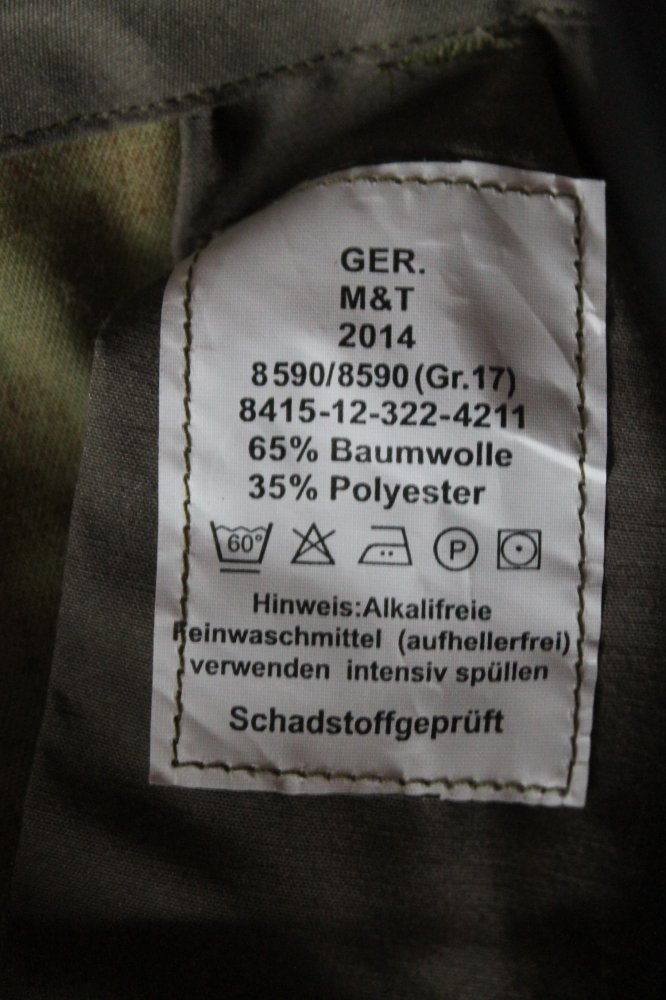 GER.
M&T
2014
8590/8590 (Gr.17)
8415-12-322-4211
65% Baumwolle
35% Polyester
60° P
Hinweis:Alkalifreie
Feinwaschmittel (aufhellerfrei)
verwenden intensiv spüllen
Schadstoffgeprüft